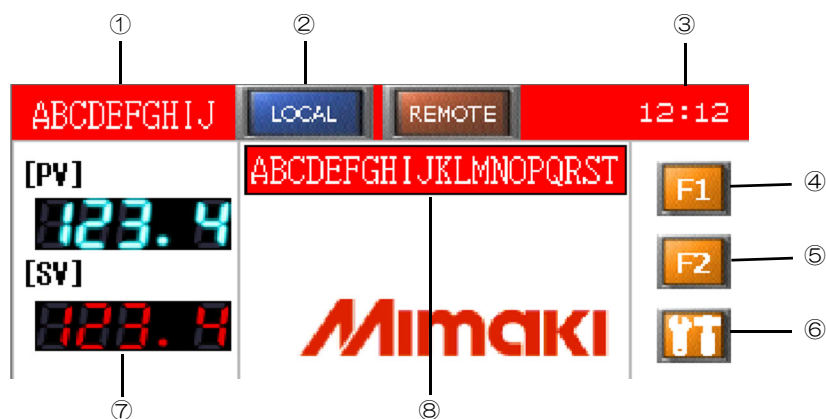 ① ② ③
ABCDEFGHIJ LOCAL REMOTE 12:12
[PV] ABCDEFGHIJKLMNOPQRST F1 ④
123.4
[SV] F2 ⑤
123.4 Mimaki ⑥
⑦ ⑧